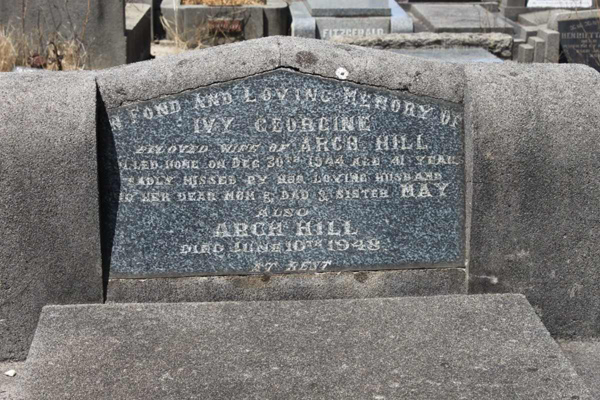 FITZGERALD
HENRIETTA
IN FOND AND LOVING MEMORY OF
IVY GEORGINE
BELOVED WIFE OF ARCH HILL
CALLED HOME ON DEC 30TH 1944 AGED 41 YEARS
SADLY MISSED BY HER LOVING HUSBAND
HER DEAR MUM & DAD & SISTER MAY
ALSO
ARCH HILL
DIED JUNE 10TH 1948
AT REST